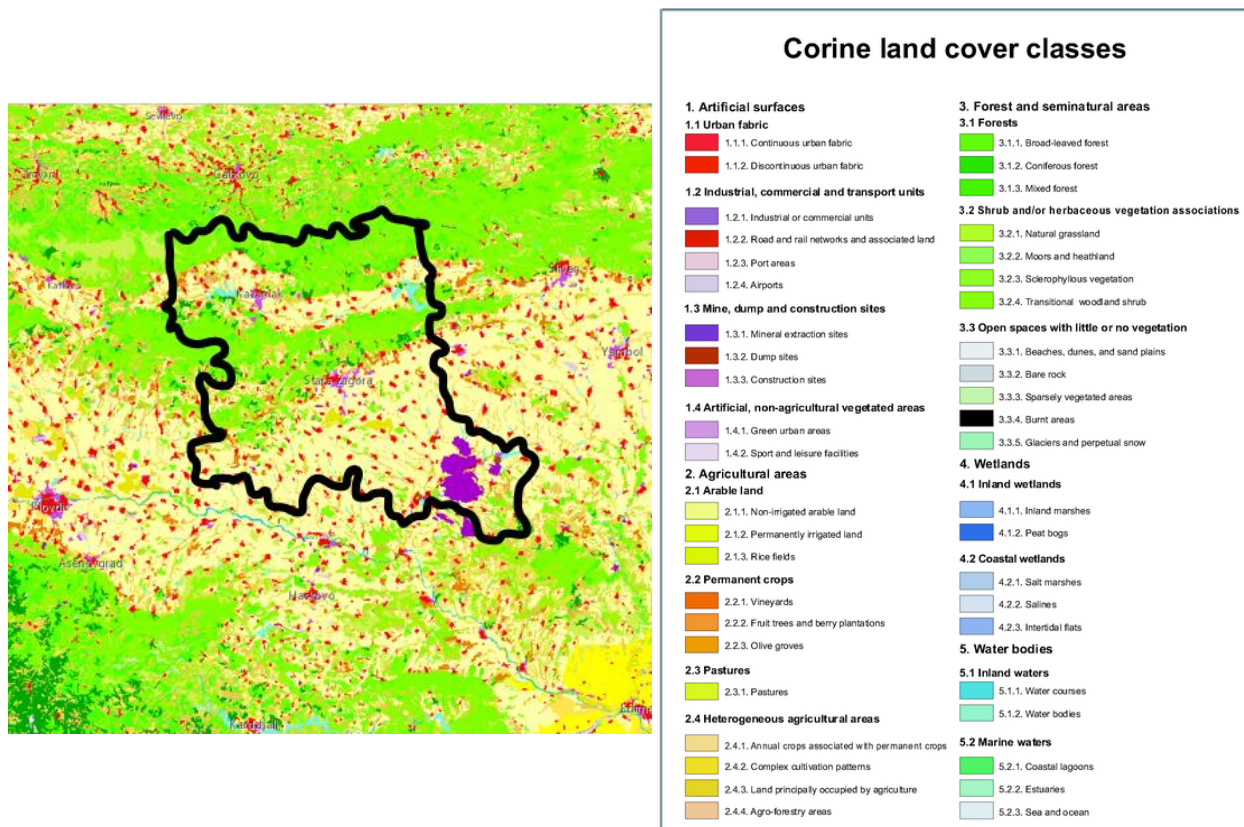 Sevlievo
Troyan
Gabrovo
Karlovo
Kazanlak
Sliven
Yambol
Stara Zagora
Plovdiv
Asenovgrad
Haskovo
Kardzhali
Edirne
Corine land cover classes
1. Artificial surfaces
1.1 Urban fabric
1.1.1. Continuous urban fabric
1.1.2. Discontinuous urban fabric
1.2 Industrial, commercial and transport units
1.2.1. Industrial or commercial units
1.2.2. Road and rail networks and associated land
1.2.3. Port areas
1.2.4. Airports
1.3 Mine, dump and construction sites
1.3.1. Mineral extraction sites
1.3.2. Dump sites
1.3.3. Construction sites
1.4 Artificial, non-agricultural vegetated areas
1.4.1. Green urban areas
1.4.2. Sport and leisure facilities
2. Agricultural areas
2.1 Arable land
2.1.1. Non-irrigated arable land
2.1.2. Permanently irrigated land
2.1.3. Rice fields
2.2 Permanent crops
2.2.1. Vineyards
2.2.2. Fruit trees and berry plantations
2.2.3. Olive groves
2.3 Pastures
2.3.1. Pastures
2.4 Heterogeneous agricultural areas
2.4.1. Annual crops associated with permanent crops
2.4.2. Complex cultivation patterns
2.4.3. Land principally occupied by agriculture
2.4.4. Agro-forestry areas
3. Forest and seminatural areas
3.1 Forests
3.1.1. Broad-leaved forest
3.1.2. Coniferous forest
3.1.3. Mixed forest
3.2 Shrub and/or herbaceous vegetation associations
3.2.1. Natural grassland
3.2.2. Moors and heathland
3.2.3. Sclerophyllous vegetation
3.2.4. Transitional woodland shrub
3.3 Open spaces with little or no vegetation
3.3.1. Beaches, dunes, and sand plains
3.3.2. Bare rock
3.3.3. Sparsely vegetated areas
3.3.4. Burnt areas
3.3.5. Glaciers and perpetual snow
4. Wetlands
4.1 Inland wetlands
4.1.1. Inland marshes
4.1.2. Peat bogs
4.2 Coastal wetlands
4.2.1. Salt marshes
4.2.2. Salines
4.2.3. Intertidal flats
5. Water bodies
5.1 Inland waters
5.1.1. Water courses
5.1.2. Water bodies
5.2 Marine waters
5.2.1. Coastal lagoons
5.2.2. Estuaries
5.2.3. Sea and ocean